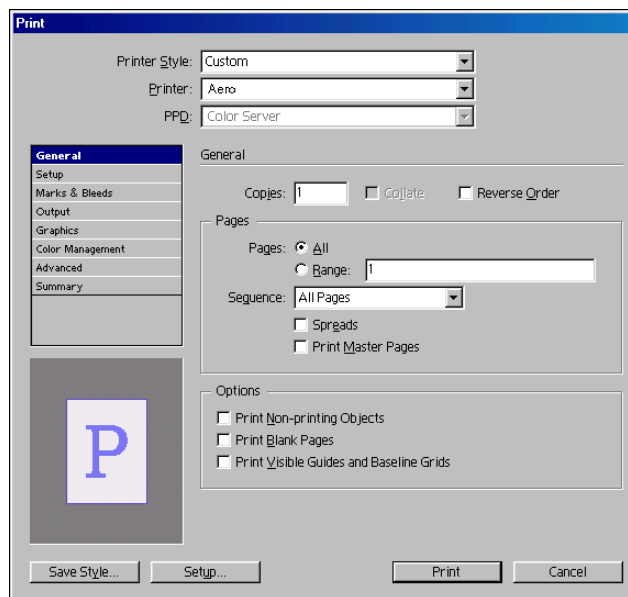 Print
Printer Style: Custom
Printer: Aero
PPD: Color Server
General
Setup
Marks & Bleeds
Output
Graphics
Color Management
Advanced
Summary
General
Copies: 1 Collate Reverse Order
Pages
Pages: All
Range: 1
Sequence: All Pages
Spreads
Print Master Pages
Options
Print Non-printing Objects
Print Blank Pages
Print Visible Guides and Baseline Grids
P
Save Style... Setup... Print Cancel